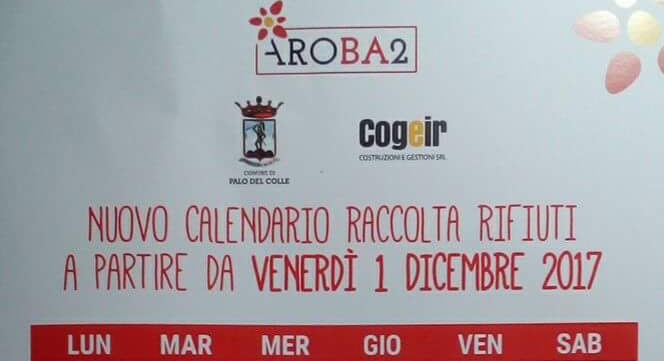 AROBA2
COMUNE DI
PALO DEL COLLE
Cogeir
COSTRUZIONI E GESTIONI SRL
NUOVO CALENDARIO RACCOLTA RIFIUTI
A PARTIRE DA VENERDÌ 1 DICEMBRE 2017
LUN MAR MER GIO VEN SAB